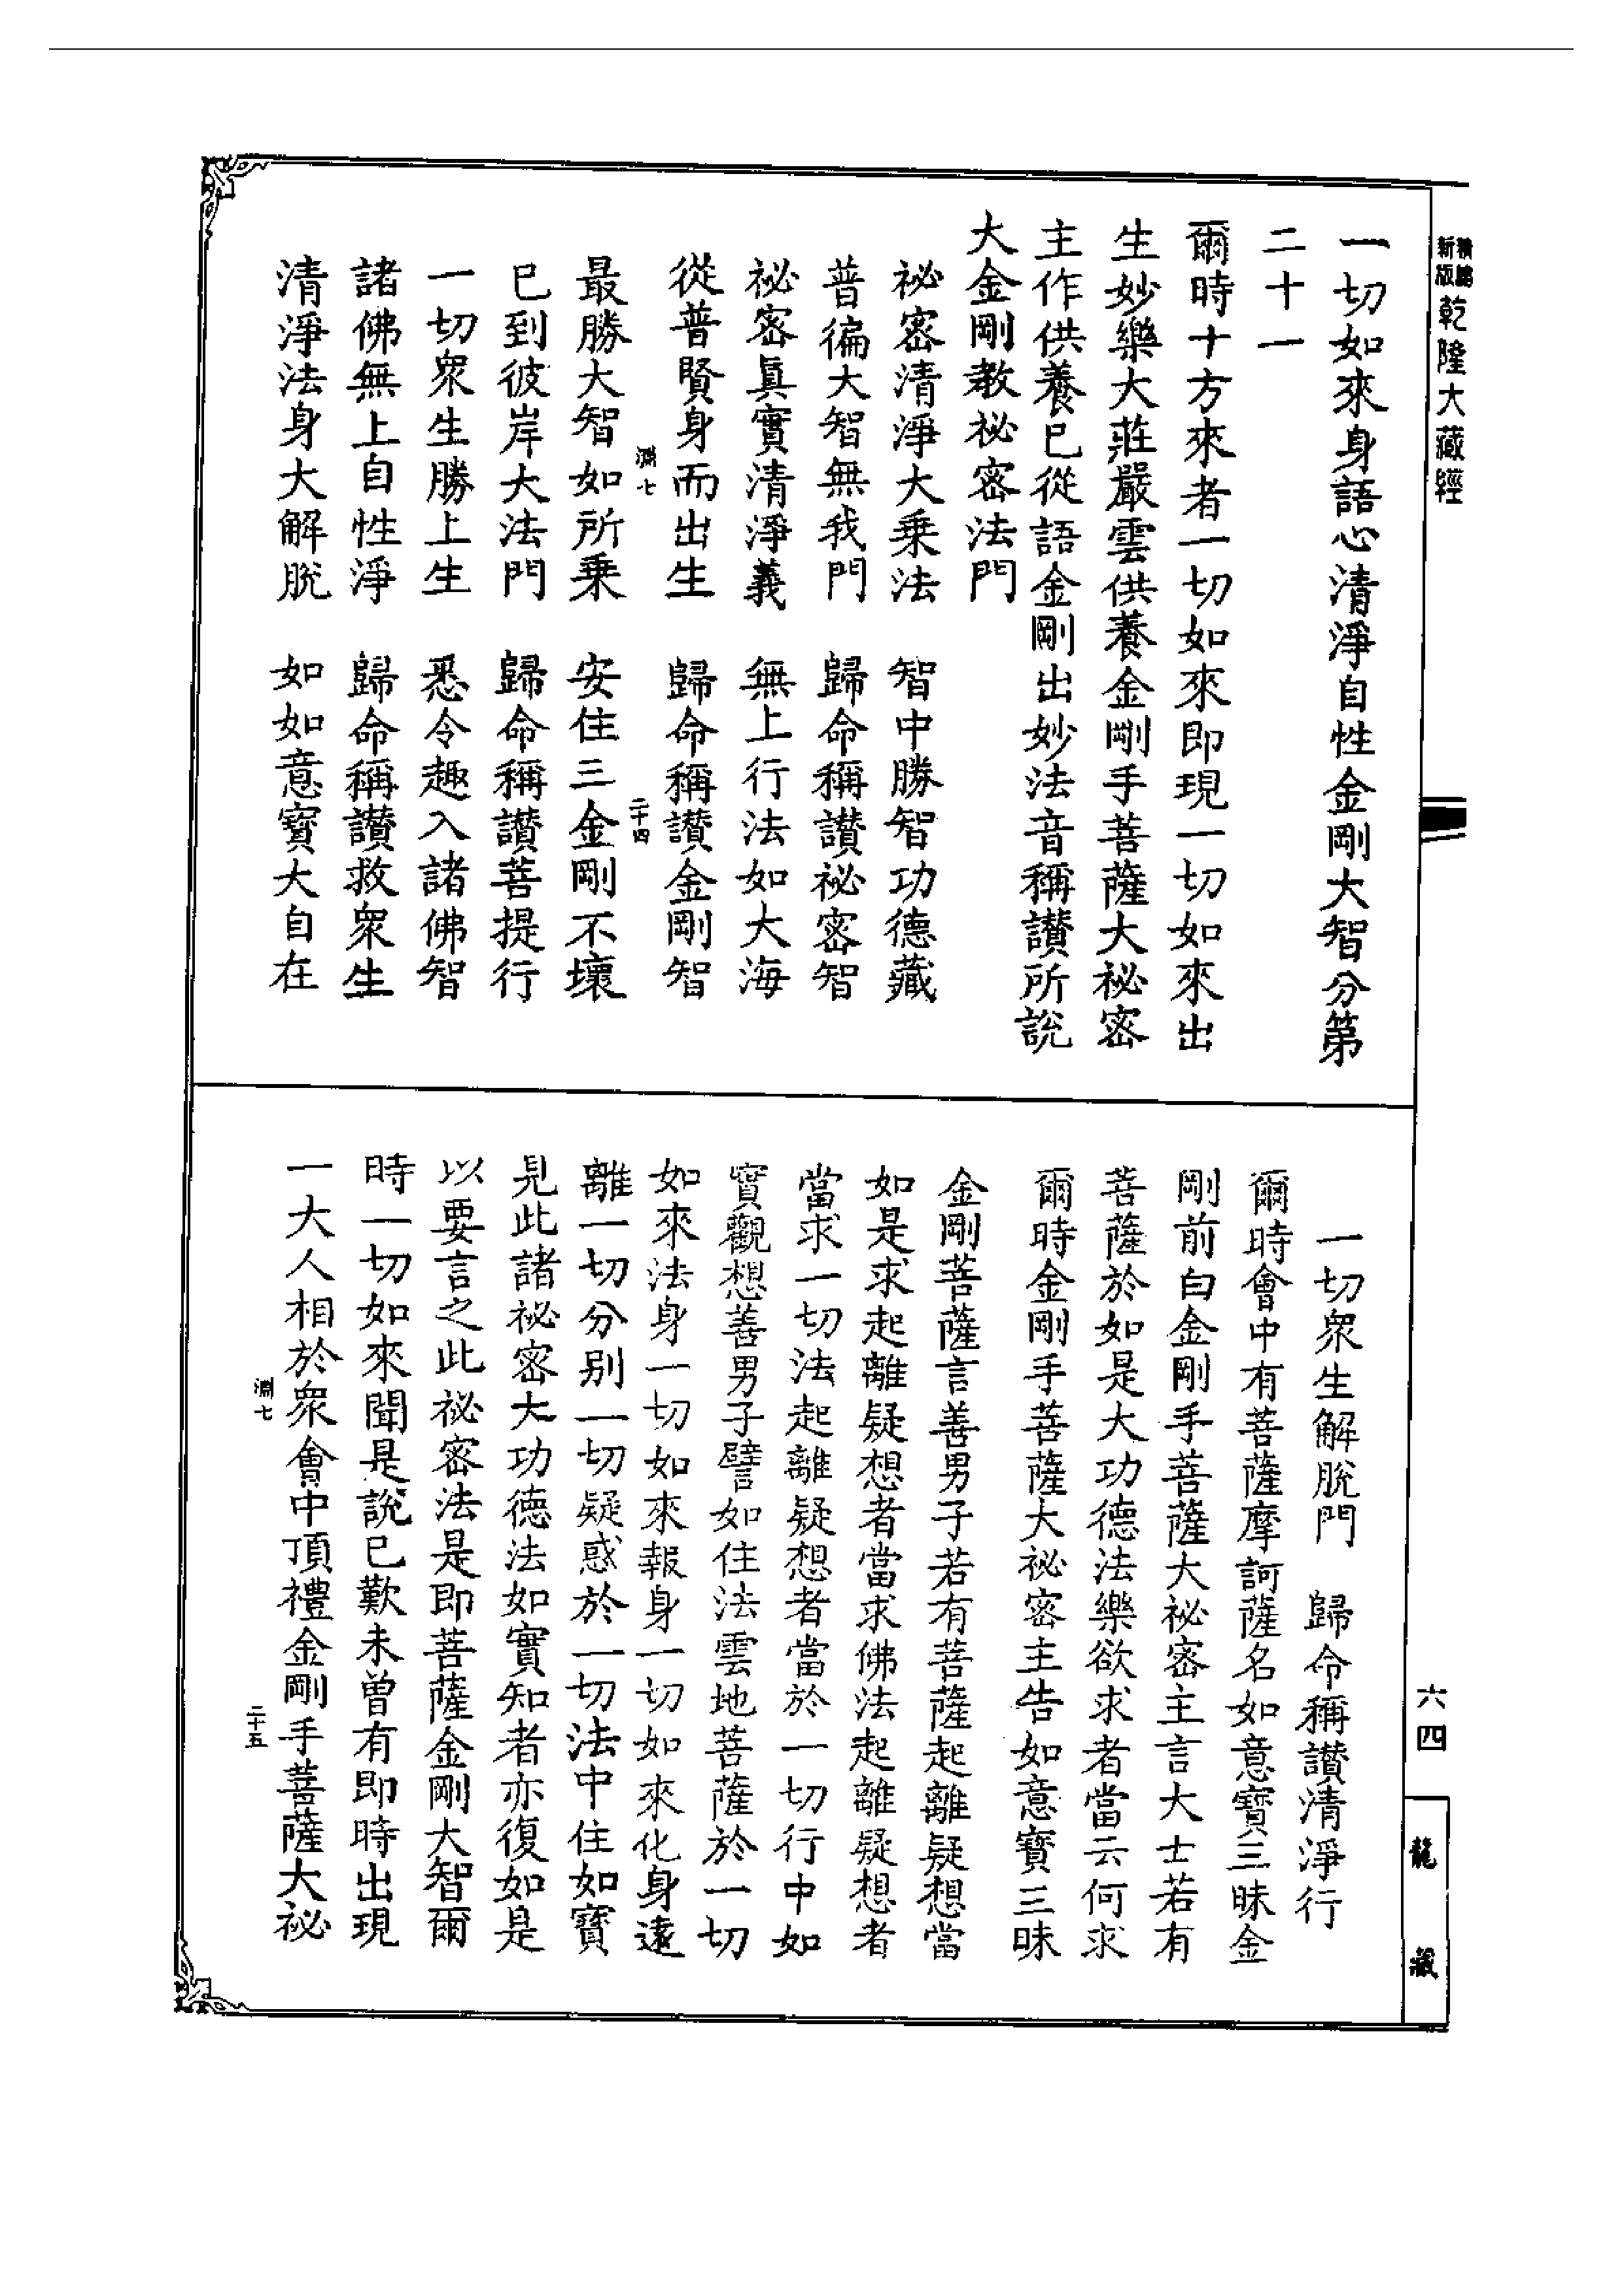 新版
精縮
乾隆大藏經
一切如來身語心清淨自性金剛大智分第
二十一
爾時十方來者一切如來即現一切如來出
生妙樂大莊嚴雲供養金剛手菩薩大祕密
主作供養已從語金剛出妙法音稱讚所說
大金剛教祕密法門
祕密清淨大乘法 智中勝智功德藏
普徧大智無我門 歸命稱讚祕密智
祕密真實清淨義 無上行法如大海
從普賢身而出生 歸命稱讚金剛智
淵七 二十四
最勝大智如所乘 安住三金剛不壞
已到彼岸大法門 歸命稱讚菩提行
一切眾生勝上生 悉令趣入諸佛智
諸佛無上自性淨 歸命稱讚救眾生
清淨法身大解脫 如如意寶大自在
一切眾生解脫門 歸命稱讚清淨行
爾時會中有菩薩摩訶薩名如意寶三昧金
剛前白金剛手菩薩大祕密主言大士若有
菩薩於如是大功德法樂欲求者當云何求
爾時金剛手菩薩大祕密主告如意寶三昧
金剛菩薩言善男子若有菩薩起離疑想當
如是求起離疑想者當求佛法起離疑想者
當求一切法起離疑想者當於一切行中如
實觀想善男子譬如住法雲地菩薩於一切
如來法身一切如來報身一切如來化身遠
離一切分别一切疑惑於一切法中住如實
見此諸祕密大功德法如實知者亦復如是
以要言之此祕密法是即菩薩金剛大智爾
時一切如來聞是說已歎未曾有即時出現
一大人相於眾會中頂禮金剛手菩薩大祕
淵七 二十五
六四
龍藏